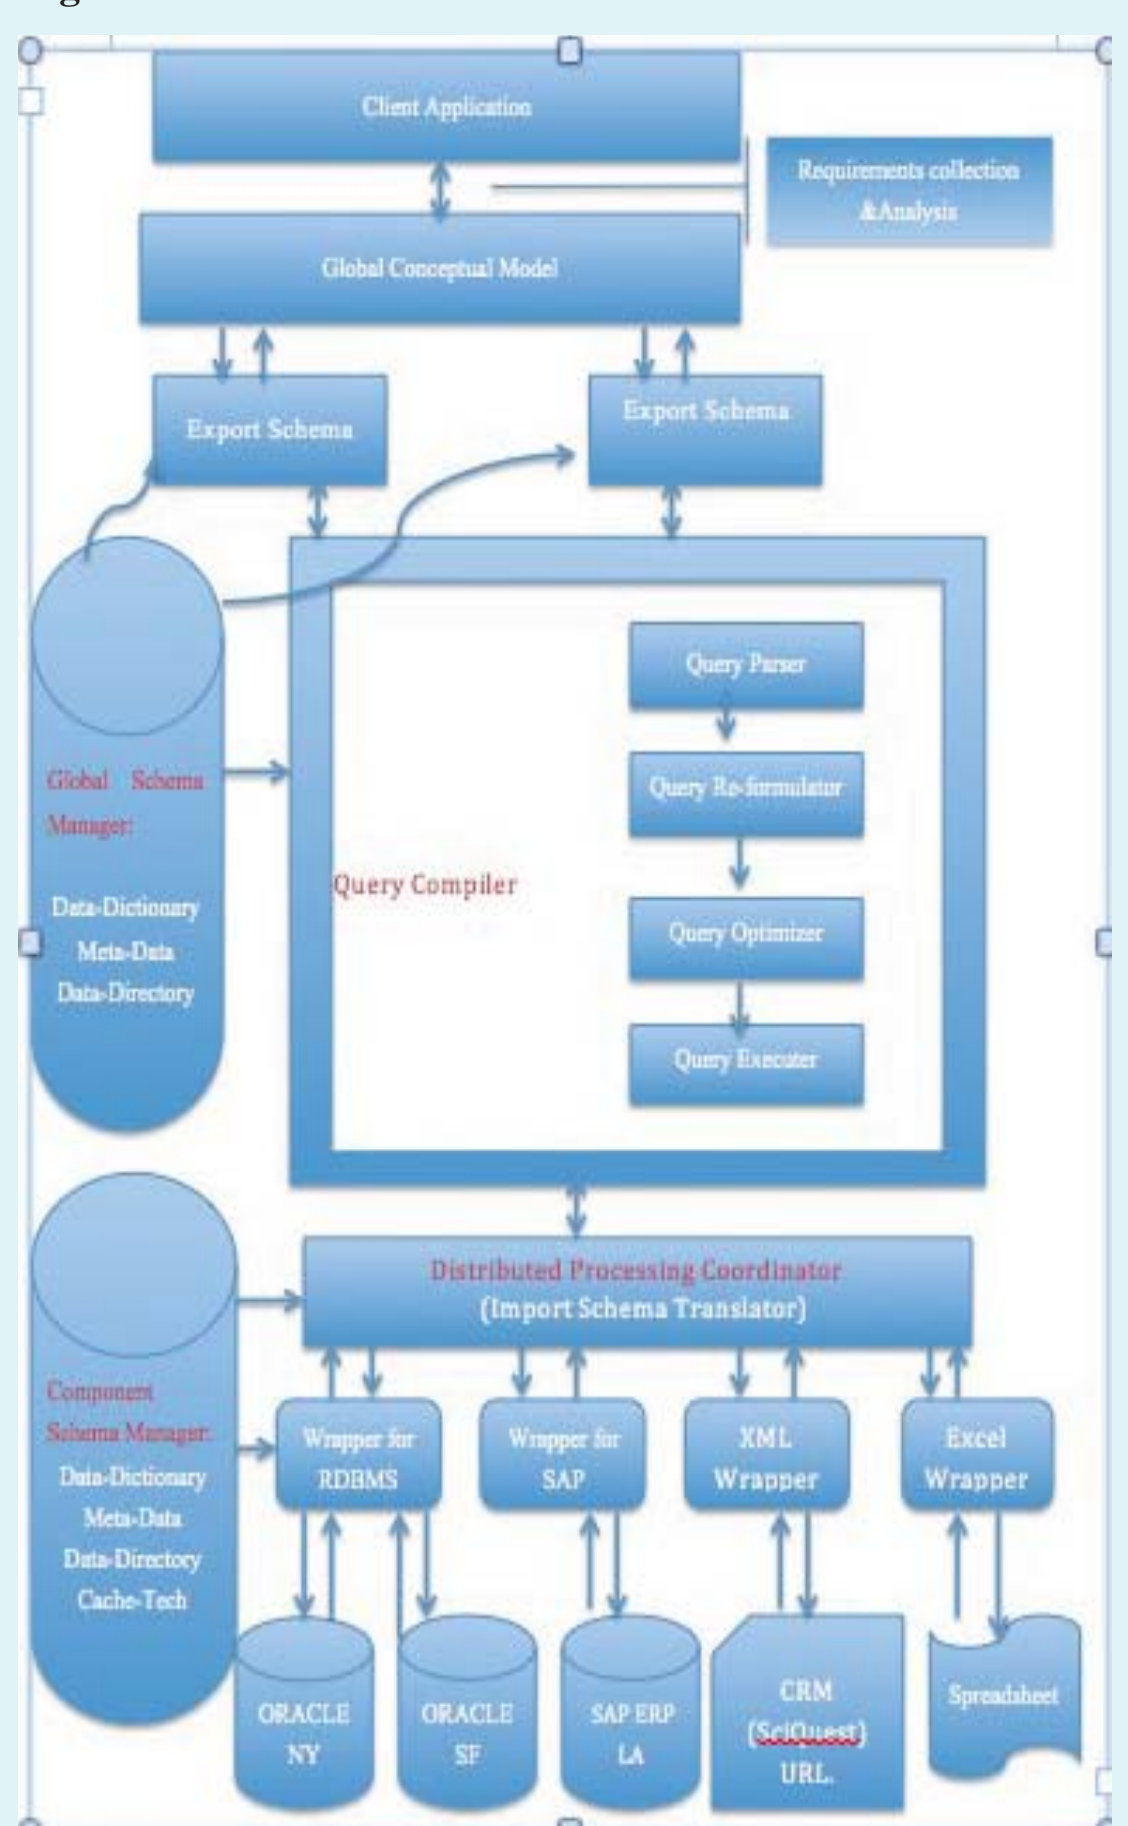 Client Application
Requirements collection
&Analysis
Global Conceptual Model
Export Schema
Export Schema
Query Parser
Query Re-formulator
Query Compiler
Query Optimizer
Query Executer
Global Schema
Manager:
Data-Dictionary
Meta-Data
Data-Directory
Distributed Processing Coordinator
(Import Schema Translator)
Component
Schema Manager:
Data-Dictionary
Meta-Data
Data-Directory
Cache-Tech
Wrapper for
RDBMS
Wrapper for
SAP
XML
Wrapper
Excel
Wrapper
ORACLE
NY
ORACLE
SF
SAP ERP
LA
CRM
(SciQuest)
URL.
Spreadsheet